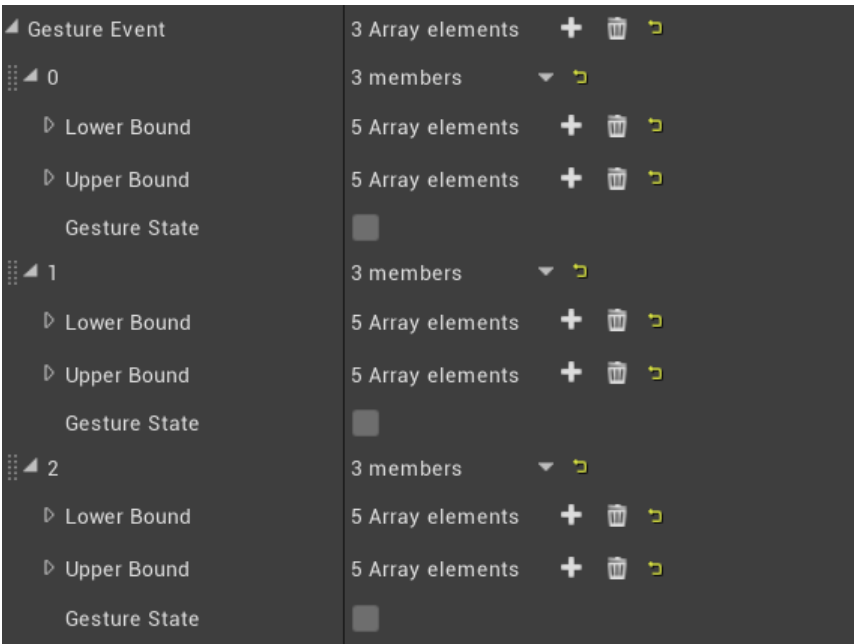 Gesture Event 3 Array elements
0 3 members
Lower Bound 5 Array elements
Upper Bound 5 Array elements
Gesture State
1 3 members
Lower Bound 5 Array elements
Upper Bound 5 Array elements
Gesture State
2 3 members
Lower Bound 5 Array elements
Upper Bound 5 Array elements
Gesture State